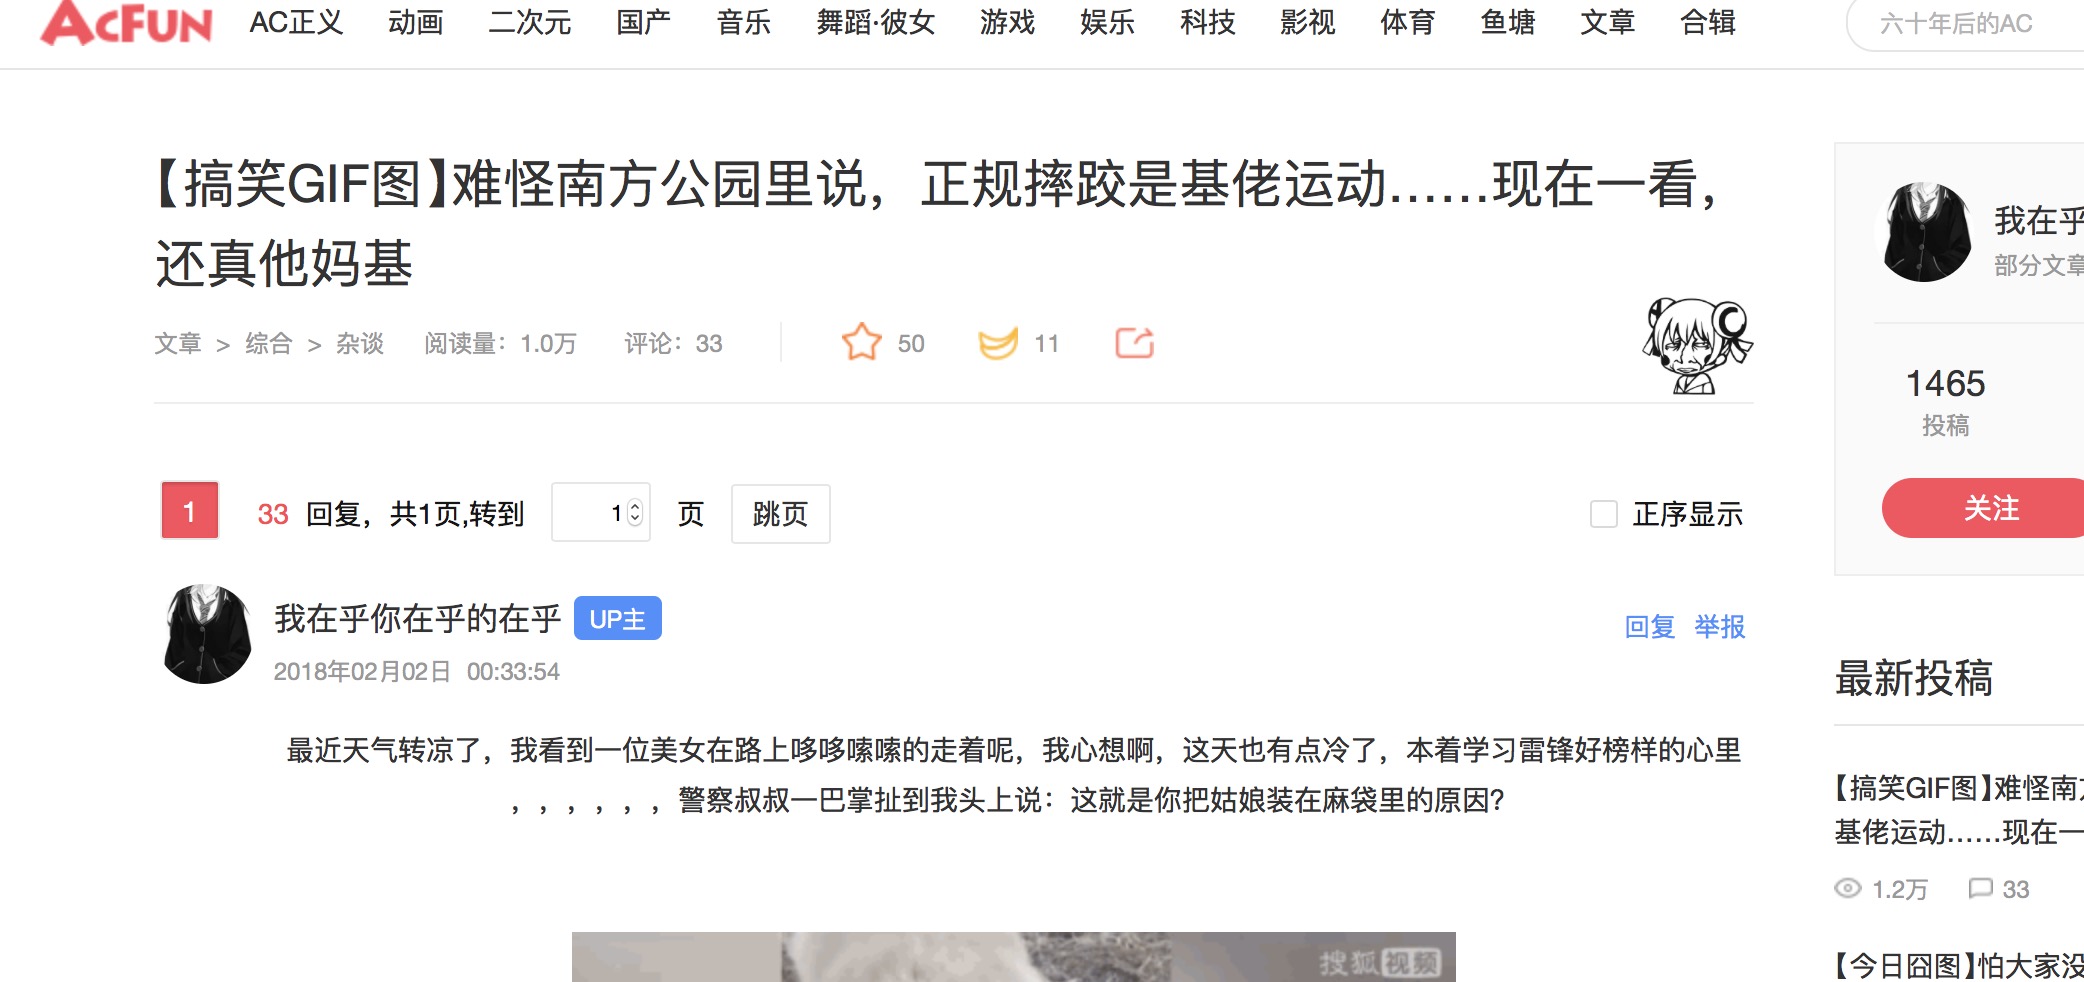 AcFun AC正义 动画 二次元 国产 音乐 舞蹈·彼女 游戏 娱乐 科技 影视 体育 鱼塘 文章 合辑 六十年后的AC
【搞笑GIF图】难怪南方公园里说，正规摔跤是基佬运动……现在一看，
还真他妈基
文章 > 综合 > 杂谈 阅读量：1.0万 评论：33 50 11
1 33 回复，共1页,转到 1 页 跳页 正序显示
我在乎你在乎的在乎 UP主 回复 举报
2018年02月02日 00:33:54
最近天气转凉了，我看到一位美女在路上哆哆嗦嗦的走着呢，我心想啊，这天也有点冷了，本着学习雷锋好榜样的心里
，，，，，，警察叔叔一巴掌扯到我头上说：这就是你把姑娘装在麻袋里的原因?
搜狐视频
我在乎
部分文章
1465
投稿
关注
最新投稿
【搞笑GIF图】难怪南方
基佬运动……现在一
1.2万 33
【今日囧图】怕大家没